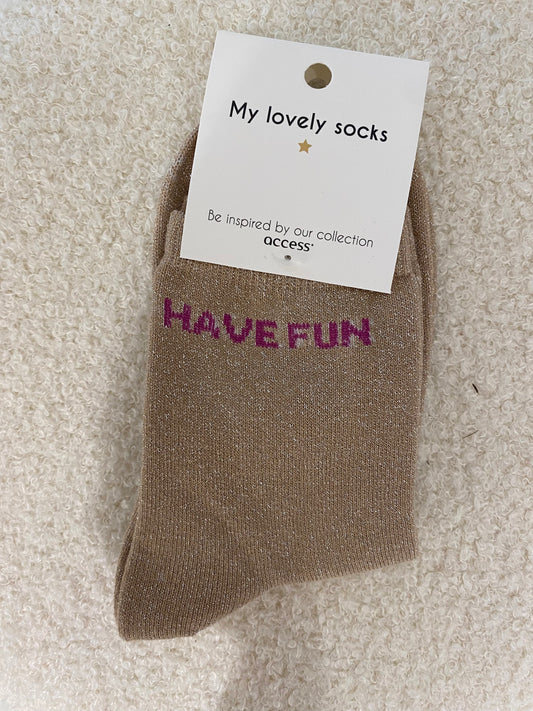 My lovely socks
Be inspired by our collection
access*
HAVE FUN